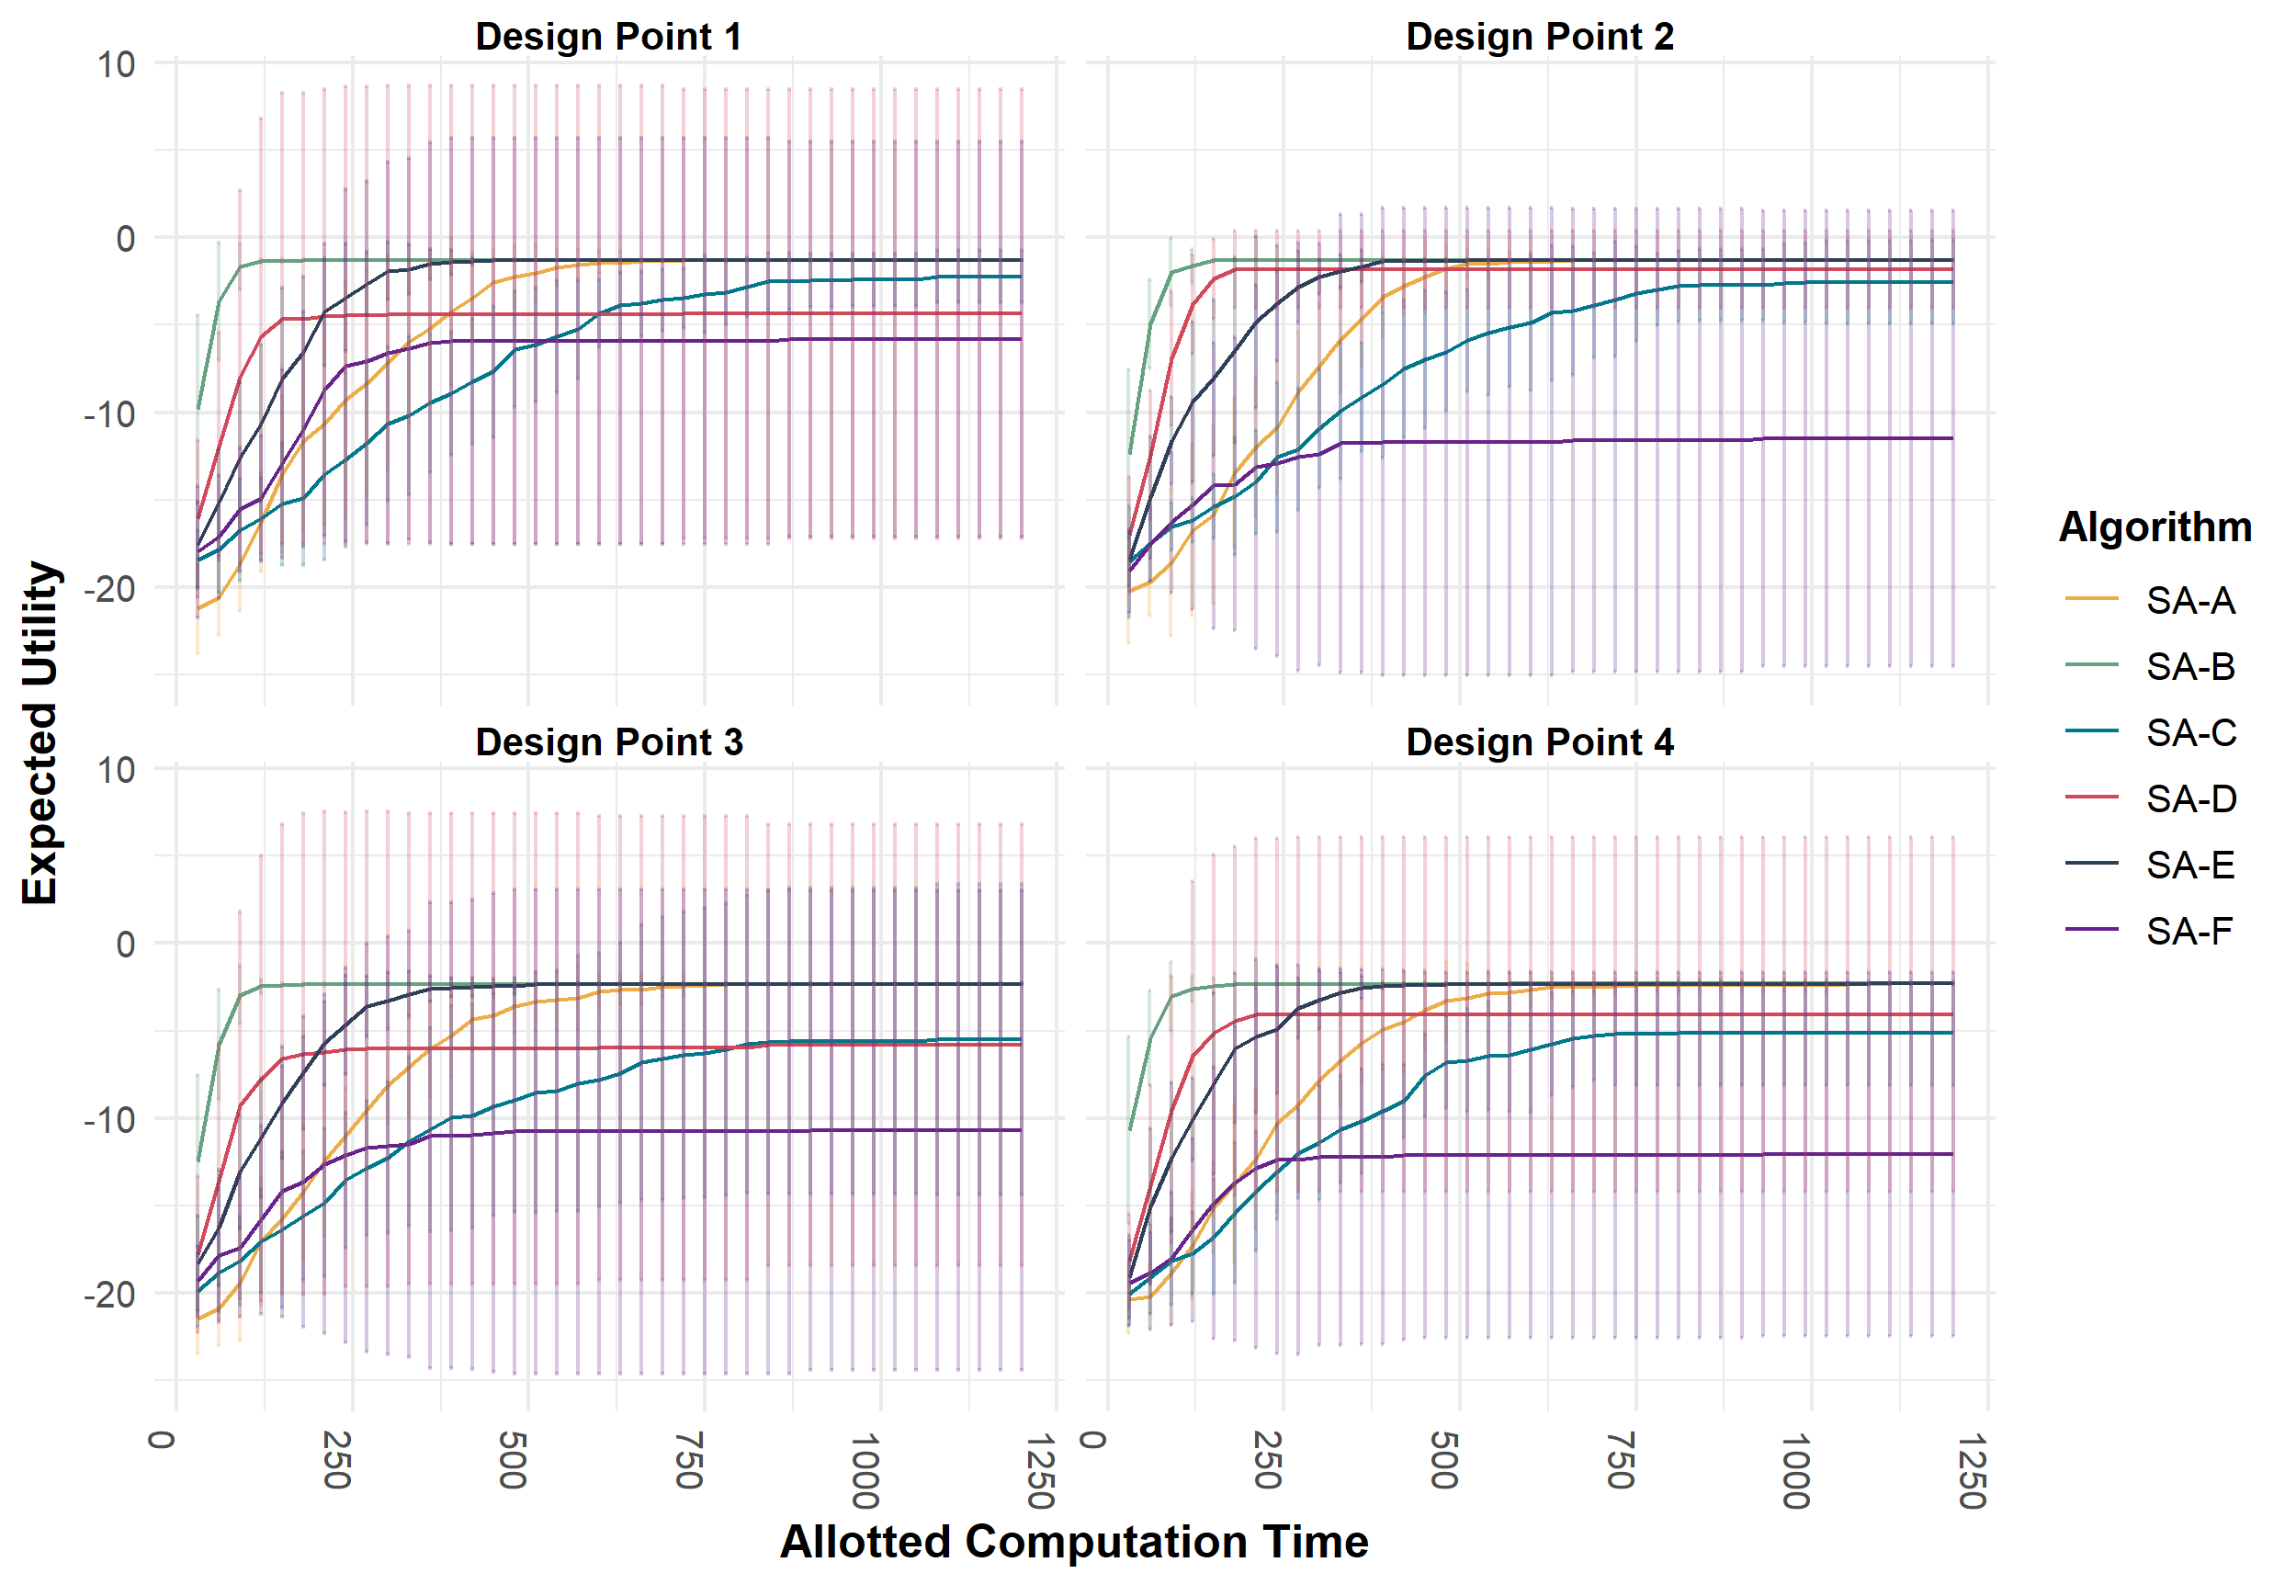 Design Point 1
Design Point 2
10
0
-10
-20
Design Point 3
Design Point 4
10
0
-10
-20
Expected Utility
0
250
500
750
1000
1250
0
250
500
750
1000
1250
Allotted Computation Time
Algorithm
SA-A
SA-B
SA-C
SA-D
SA-E
SA-F